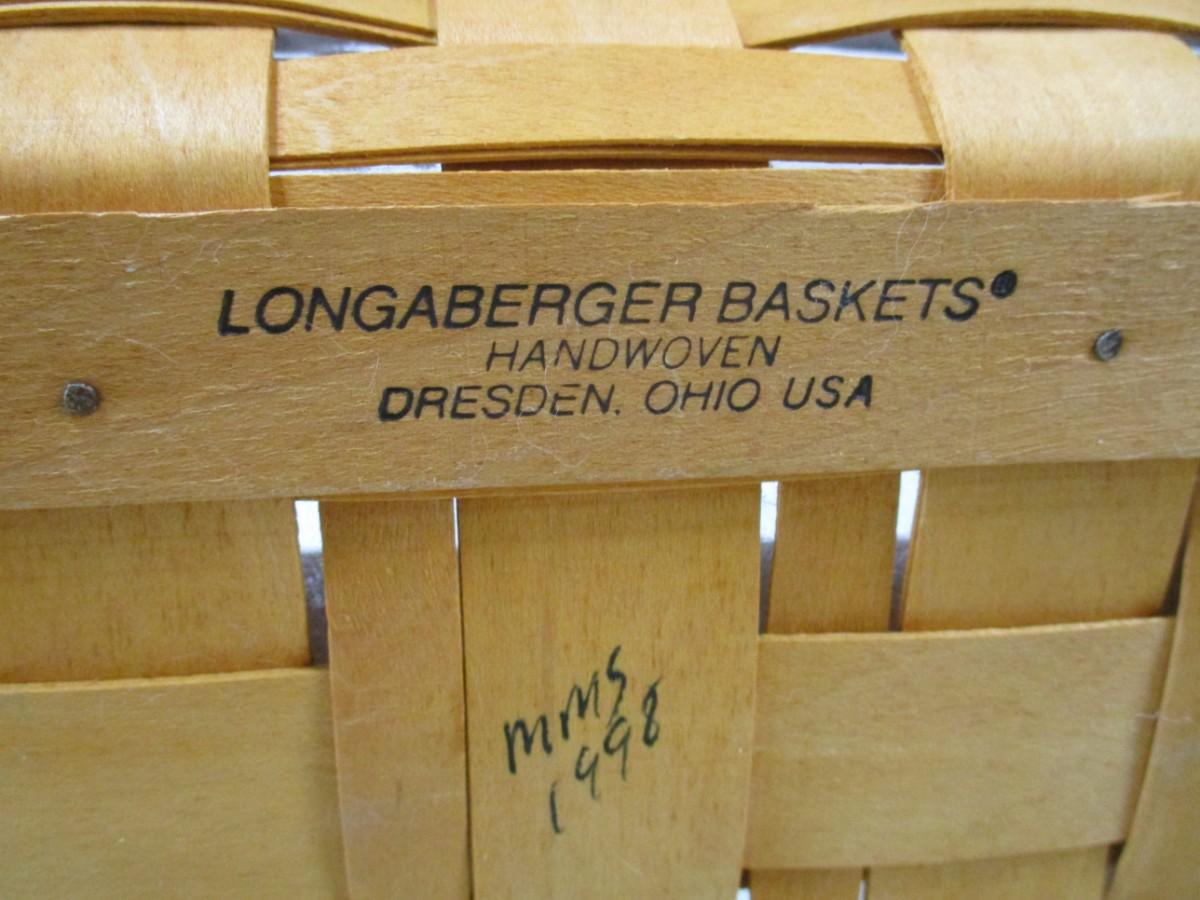 LONGABERGER BASKETS®
HANDWOVEN
DRESDEN, OHIO USA
MMS
1998